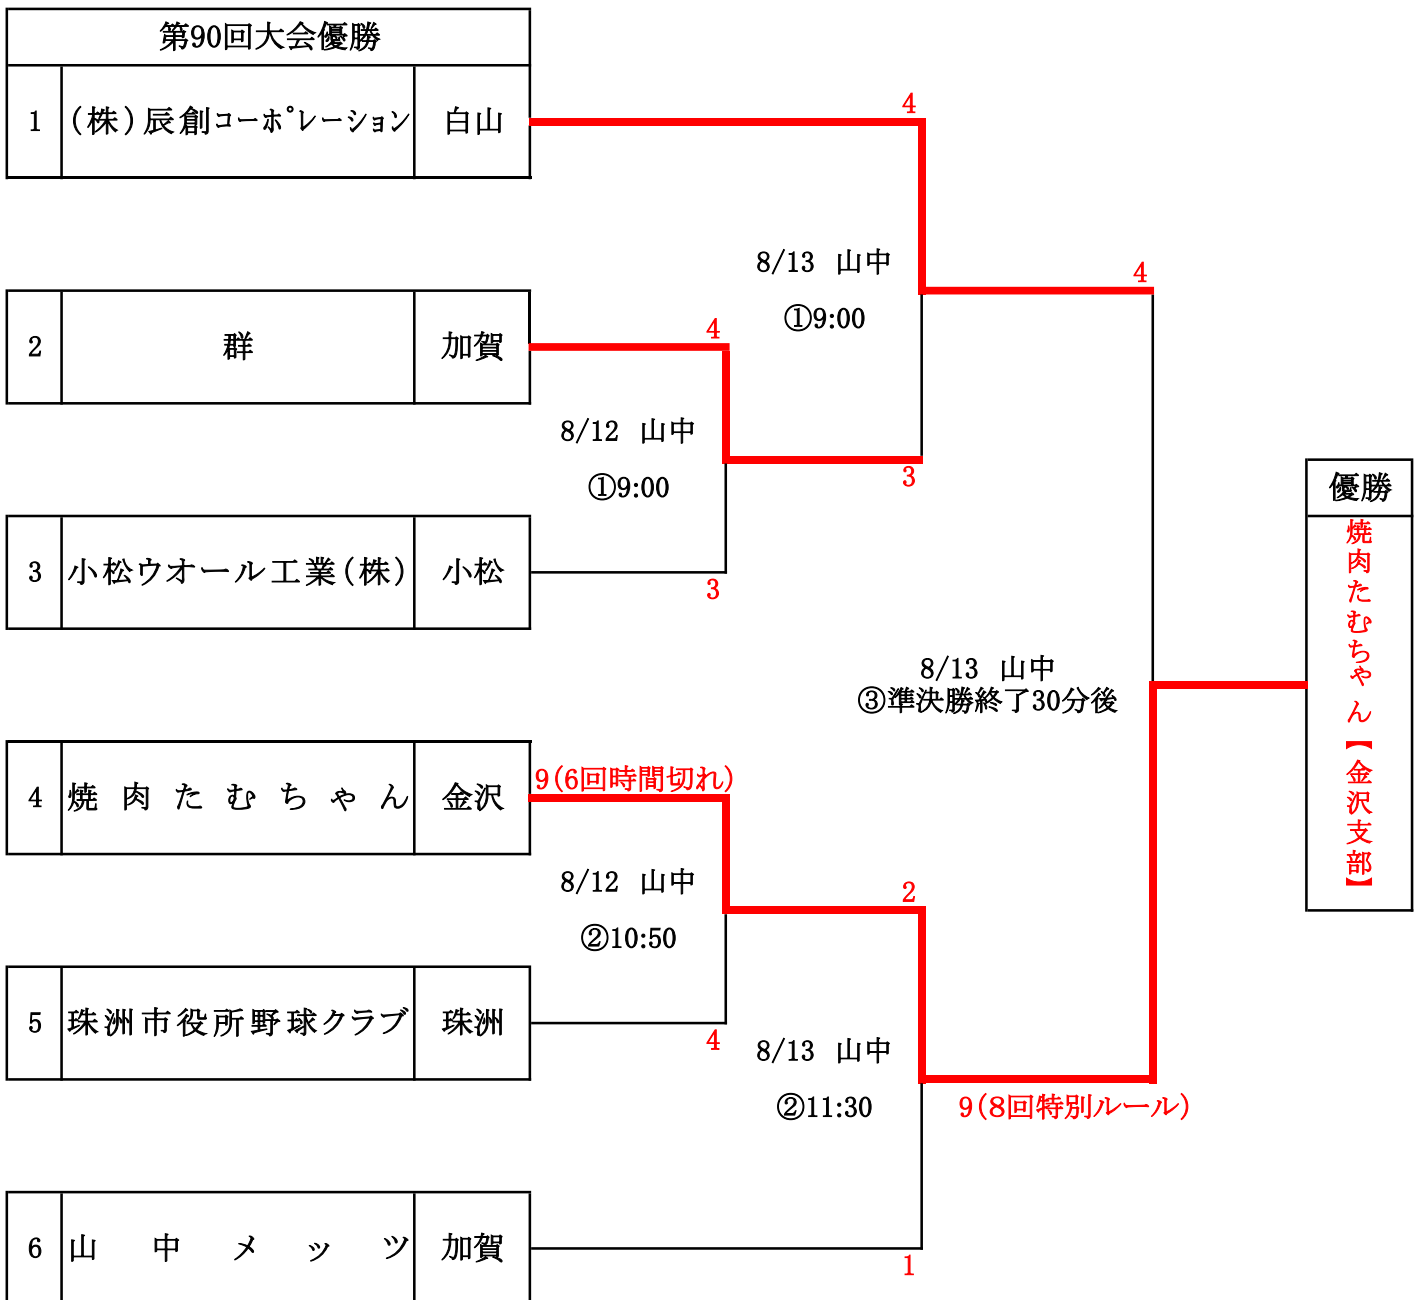 第90回大会優勝
1 (株)辰創コーポレーション 白山
4
8/13 山中
①9:00
4
2 群 加賀
4
8/12 山中
①9:00
3
3 小松ウオール工業(株) 小松
3
優勝
焼肉たむちゃん【金沢支部】
8/13 山中
③準決勝終了30分後
4 焼肉たむちゃん 金沢
9(6回時間切れ)
8/12 山中
②10:50
2
5 珠洲市役所野球クラブ 珠洲
4
8/13 山中
②11:30
9(8回特別ルール)
6 山中メッツ 加賀
1